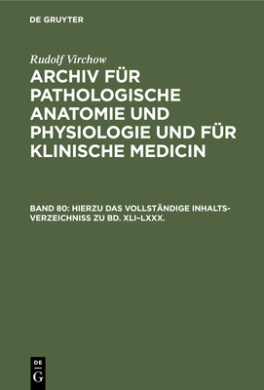 DE GRUYTER
Rudolf Virchow
ARCHIV FÜR
PATHOLOGISCHE
ANATOMIE UND
PHYSIOLOGIE UND FÜR
KLINISCHE MEDICIN
BAND 80: HIERZU DAS VOLLSTÄNDIGE INHALTS-
VERZEICHNISS ZU BD. XLI–LXXX.
DE
G